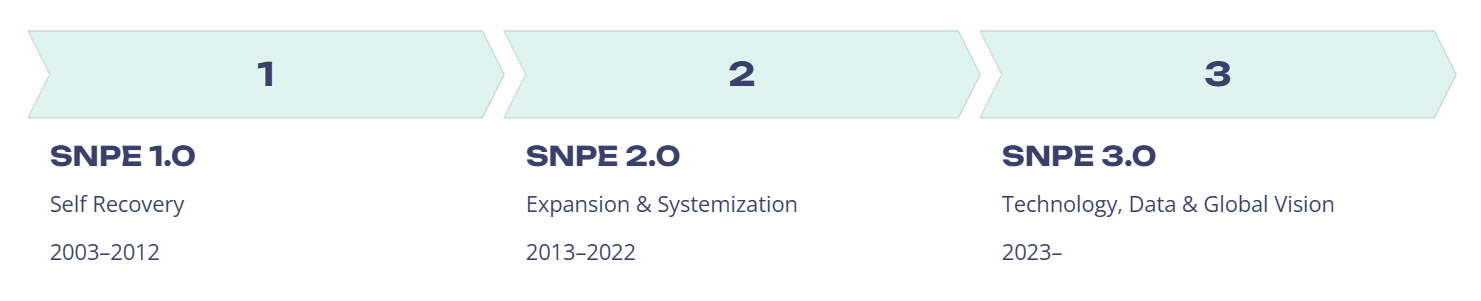 1
2
3
SNPE 1.0
Self Recovery
2003–2012
SNPE 2.0
Expansion & Systemization
2013–2022
SNPE 3.0
Technology, Data & Global Vision
2023–